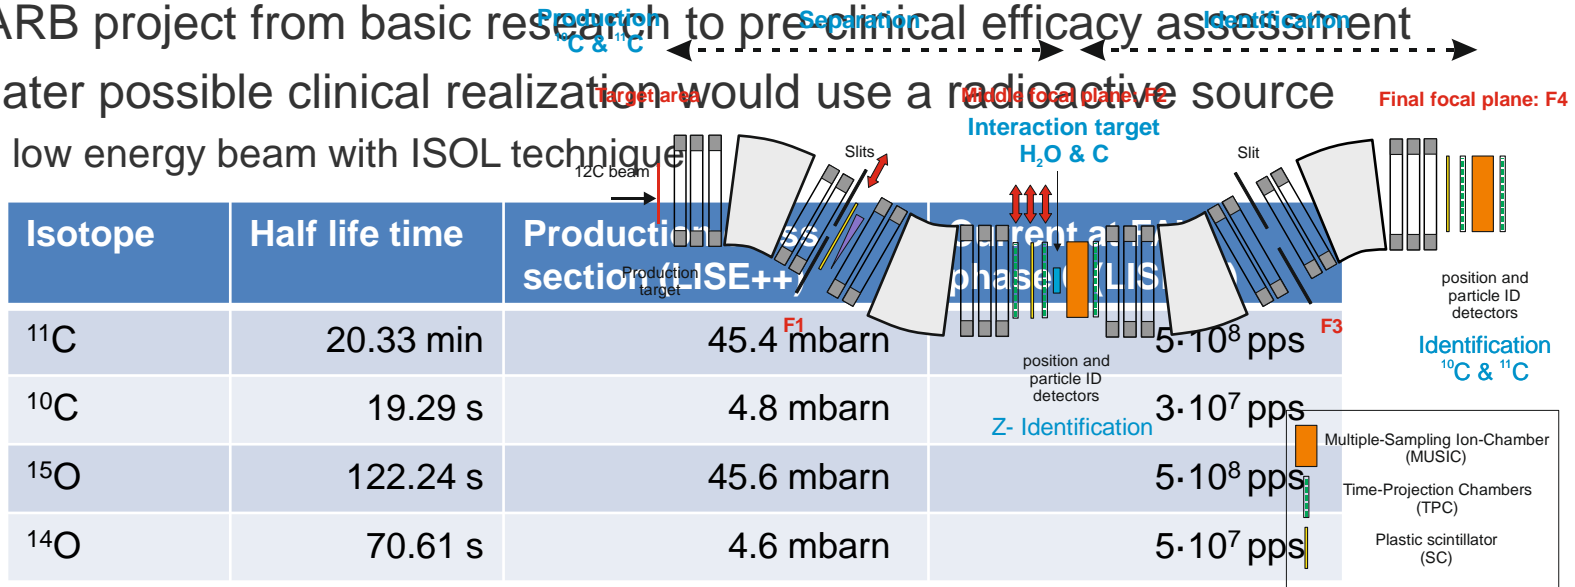 ARB project from basic research to pre-clinical efficacy assessment
Production
¹⁰C & ¹¹C
Separation
Identification
ater possible clinical realization would use a radioactive source
Target area
Middle focal plane: F2
Final focal plane: F4
low energy beam with ISOL technique
Interaction target
H₂O & C
12C beam
Slits
Slit
Isotope
Half life time
Production
section (LISE++)
Production
target
F1
F3
position and
particle ID
detectors
Z- Identification
position and
particle ID
detectors
Identification
¹⁰C & ¹¹C
¹¹C 20.33 min 45.4 mbarn 5·10⁸ pps
¹⁰C 19.29 s 4.8 mbarn 3·10⁷ pps
¹⁵O 122.24 s 45.6 mbarn 5·10⁸ pps
¹⁴O 70.61 s 4.6 mbarn 5·10⁷ pps
Multiple-Sampling Ion-Chamber
(MUSIC)
Time-Projection Chambers
(TPC)
Plastic scintillator
(SC)